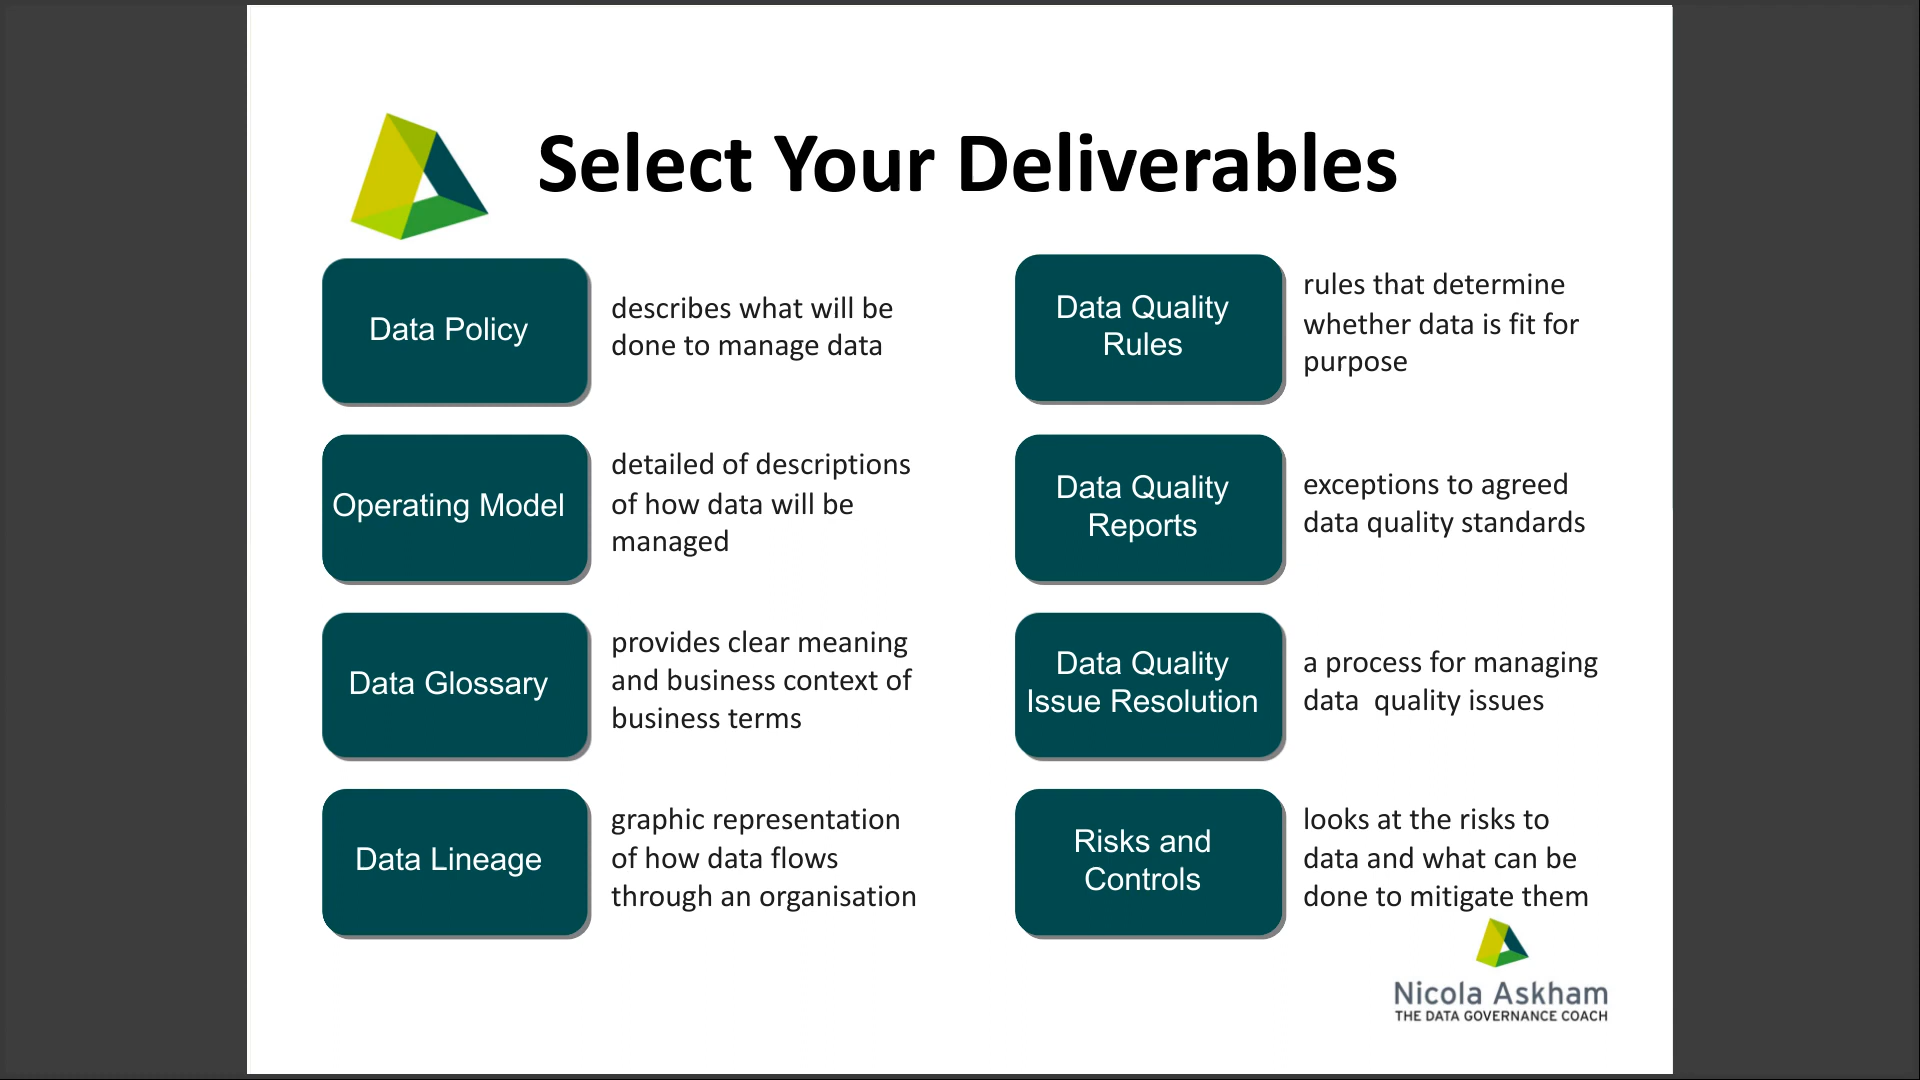 Select Your Deliverables
Data Policy
describes what will be
done to manage data
Operating Model
detailed of descriptions
of how data will be
managed
Data Glossary
provides clear meaning
and business context of
business terms
Data Lineage
graphic representation
of how data flows
through an organisation
Data Quality
Rules
rules that determine
whether data is fit for
purpose
Data Quality
Reports
exceptions to agreed
data quality standards
Data Quality
Issue Resolution
a process for managing
data  quality issues
Risks and
Controls
looks at the risks to
data and what can be
done to mitigate them
Nicola Askham
THE DATA GOVERNANCE COACH